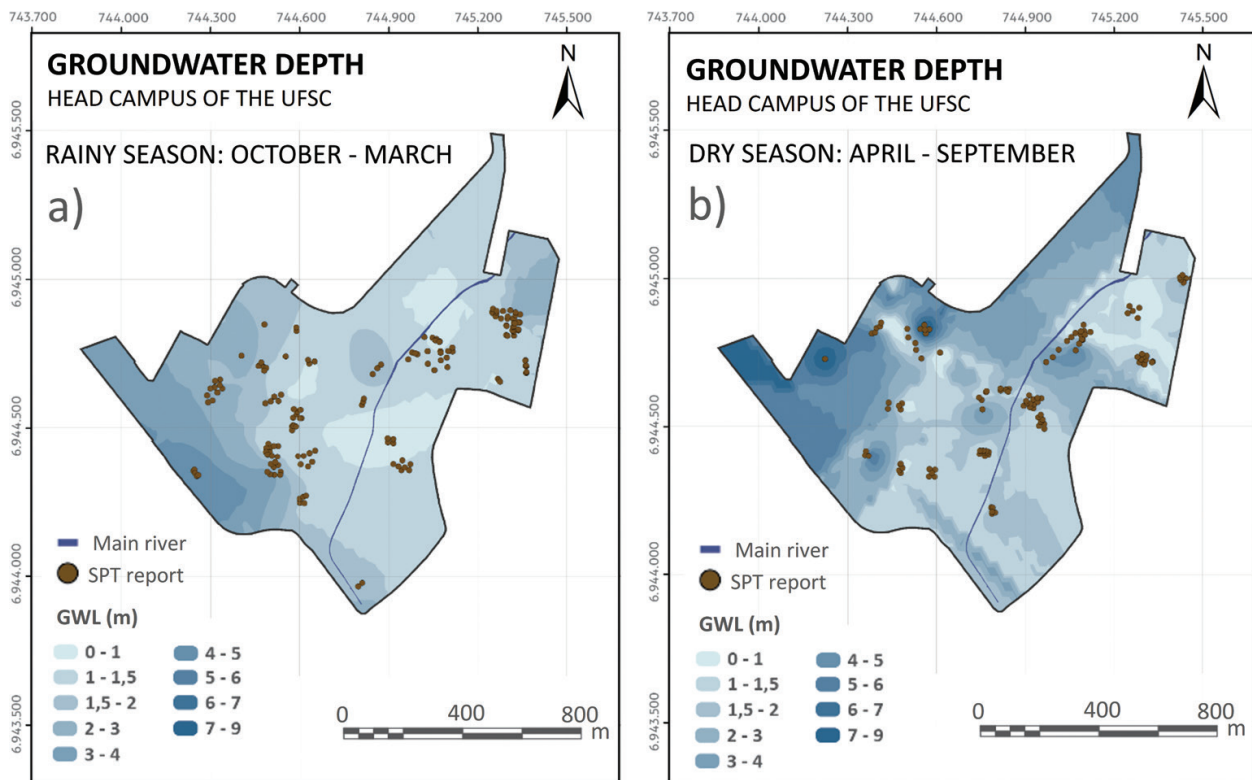 743.700 744.000 744.300 744.600 744.900 745.200 745.500
GROUNDWATER DEPTH
HEAD CAMPUS OF THE UFSC
N
RAINY SEASON: OCTOBER - MARCH
a)
6.945.500
6.945.000
6.944.500
6.944.000
6.943.500
Main river
SPT report
GWL (m)
0 - 1
1 - 1,5
1,5 - 2
2 - 3
3 - 4
4 - 5
5 - 6
6 - 7
7 - 9
0 400 800
m
743.700 744.000 744.300 744.600 744.900 745.200 745.500
GROUNDWATER DEPTH
HEAD CAMPUS OF THE UFSC
N
DRY SEASON: APRIL - SEPTEMBER
b)
6.945.500
6.945.000
6.944.500
6.944.000
6.943.500
Main river
SPT report
GWL (m)
0 - 1
1 - 1,5
1,5 - 2
2 - 3
3 - 4
4 - 5
5 - 6
6 - 7
7 - 9
0 400 800
m